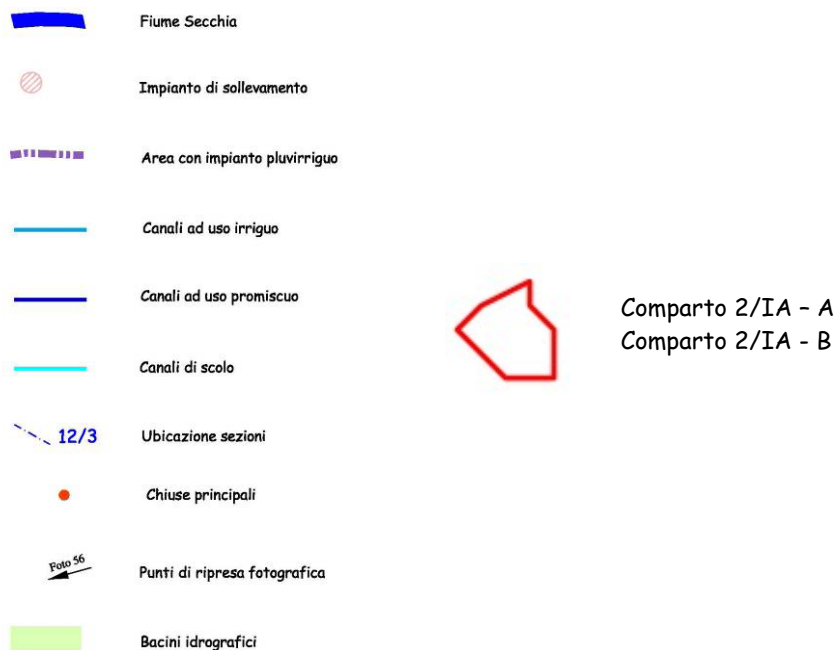 Fiume Secchia
Impianto di sollevamento
Area con impianto pluvirriguo
Canali ad uso irriguo
Canali ad uso promiscuo
Comparto 2/IA – A
Comparto 2/IA - B
Canali di scolo
12/3 Ubicazione sezioni
Chiuse principali
Foto 56 Punti di ripresa fotografica
Bacini idrografici